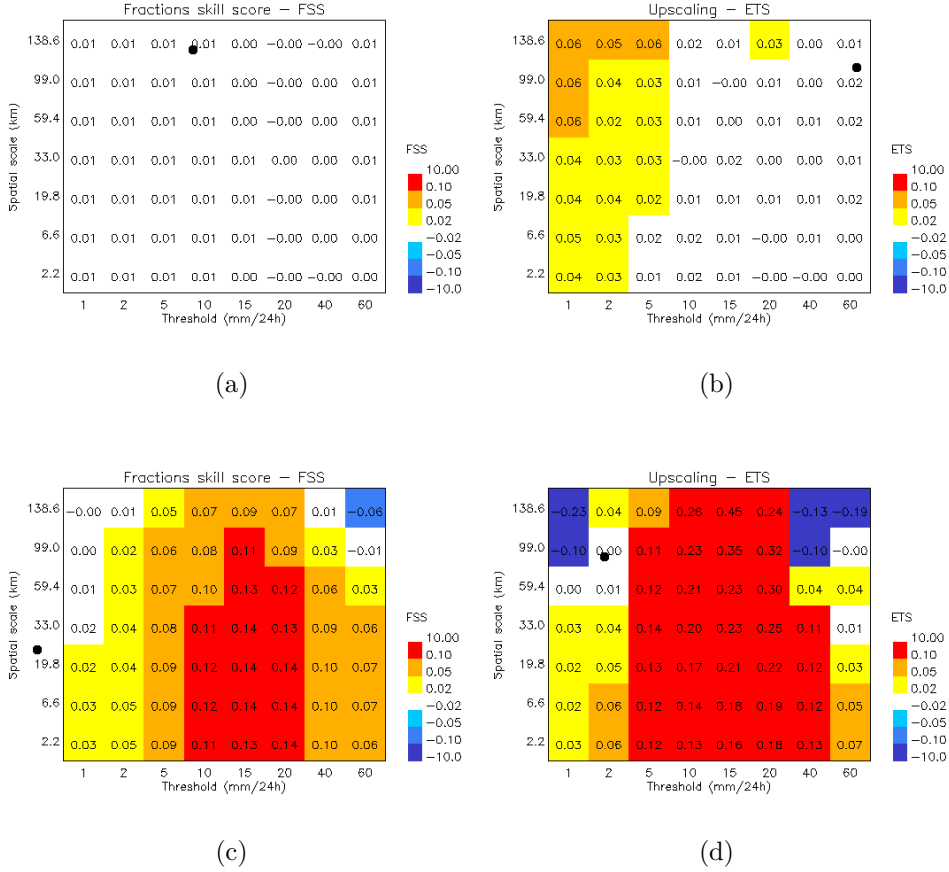 Fractions skill score – FSS
138.6 0.01 0.01 0.01 0.01 0.00 −0.00 −0.00 0.01
99.0 0.01 0.01 0.01 0.01 0.00 −0.00 0.00 0.01
59.4 0.01 0.01 0.01 0.01 0.00 −0.00 0.00 0.01
33.0 0.01 0.01 0.01 0.01 0.01 0.00 0.00 0.01
19.8 0.01 0.01 0.01 0.01 0.01 −0.00 0.00 0.01
6.6 0.01 0.01 0.01 0.01 0.01 −0.00 0.00 0.00
2.2 0.01 0.01 0.01 0.01 0.01 −0.00 −0.00 0.00
1 2 5 10 15 20 40 60
Threshold (mm/24h)
Spatial scale (km)
FSS
10.00
0.10
0.05
0.02
−0.02
−0.05
−0.10
−10.0
(a)
Upscaling – ETS
138.6 0.06 0.05 0.06 0.02 0.01 0.03 0.00 0.01
99.0 0.06 0.04 0.03 0.01 −0.00 0.01 0.00 0.02
59.4 0.06 0.02 0.03 0.01 0.00 0.01 0.01 0.02
33.0 0.04 0.03 0.03 −0.00 0.02 0.00 0.00 0.01
19.8 0.04 0.04 0.02 0.01 0.01 0.01 0.00 0.01
6.6 0.05 0.03 0.02 0.02 0.01 −0.00 0.01 0.00
2.2 0.04 0.03 0.01 0.02 0.01 −0.00 −0.00 0.00
1 2 5 10 15 20 40 60
Threshold (mm/24h)
Spatial scale (km)
ETS
10.00
0.10
0.05
0.02
−0.02
−0.05
−0.10
−10.0
(b)
Fractions skill score – FSS
138.6 −0.00 0.01 0.05 0.07 0.09 0.07 0.01 −0.06
99.0 0.00 0.02 0.06 0.08 0.11 0.09 0.03 −0.01
59.4 0.01 0.03 0.07 0.10 0.13 0.12 0.06 0.03
33.0 0.02 0.04 0.08 0.11 0.14 0.13 0.09 0.06
19.8 0.02 0.04 0.09 0.12 0.14 0.14 0.10 0.07
6.6 0.03 0.05 0.09 0.12 0.14 0.14 0.10 0.07
2.2 0.03 0.05 0.09 0.11 0.13 0.14 0.10 0.06
1 2 5 10 15 20 40 60
Threshold (mm/24h)
Spatial scale (km)
FSS
10.00
0.10
0.05
0.02
−0.02
−0.05
−0.10
−10.0
(c)
Upscaling – ETS
138.6 −0.23 0.04 0.09 0.26 0.45 0.24 −0.13 −0.19
99.0 −0.10 0.00 0.11 0.23 0.35 0.32 −0.10 −0.00
59.4 0.00 0.01 0.12 0.21 0.23 0.30 0.04 0.04
33.0 0.03 0.04 0.14 0.20 0.23 0.25 0.11 0.01
19.8 0.02 0.05 0.13 0.17 0.21 0.22 0.12 0.03
6.6 0.02 0.06 0.12 0.14 0.18 0.19 0.12 0.05
2.2 0.03 0.06 0.12 0.13 0.16 0.18 0.13 0.07
1 2 5 10 15 20 40 60
Threshold (mm/24h)
Spatial scale (km)
ETS
10.00
0.10
0.05
0.02
−0.02
−0.05
−0.10
−10.0
(d)